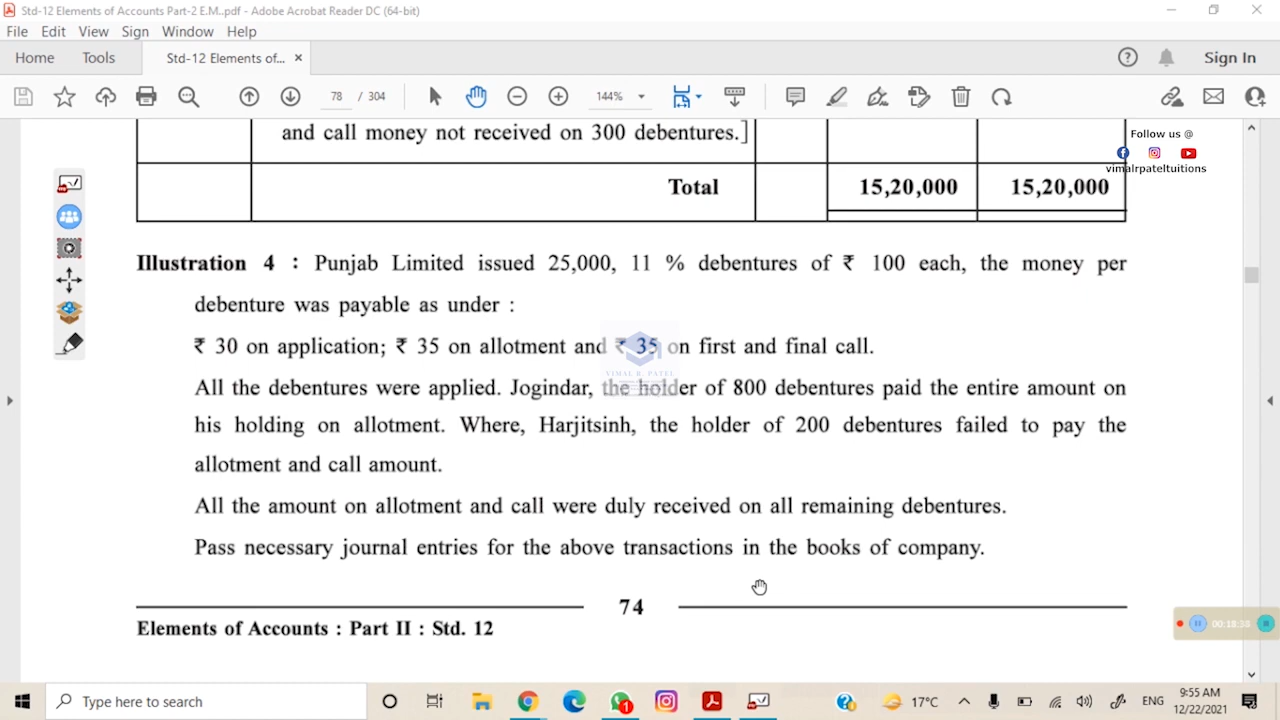 Std-12 Elements of Accounts Part-2 E.M..pdf - Adobe Acrobat Reader DC (64-bit)
File Edit View Sign Window Help
Home Tools Std-12 Elements of... × Sign In
78 / 304 144%
and call money not received on 300 debentures.]
Follow us @
vimalrpateltuitions
Total 15,20,000 15,20,000
Illustration 4 : Punjab Limited issued 25,000, 11 % debentures of ₹ 100 each, the money per
debenture was payable as under :
₹ 30 on application; ₹ 35 on allotment and ₹ 35 on first and final call.
VIMAL R. PATEL
All the debentures were applied. Jogindar, the holder of 800 debentures paid the entire amount on
his holding on allotment. Where, Harjitsinh, the holder of 200 debentures failed to pay the
allotment and call amount.
All the amount on allotment and call were duly received on all remaining debentures.
Pass necessary journal entries for the above transactions in the books of company.
74
Elements of Accounts : Part II : Std. 12
00:18:38
Type here to search
1
17°C
ENG
9:55 AM
12/22/2021